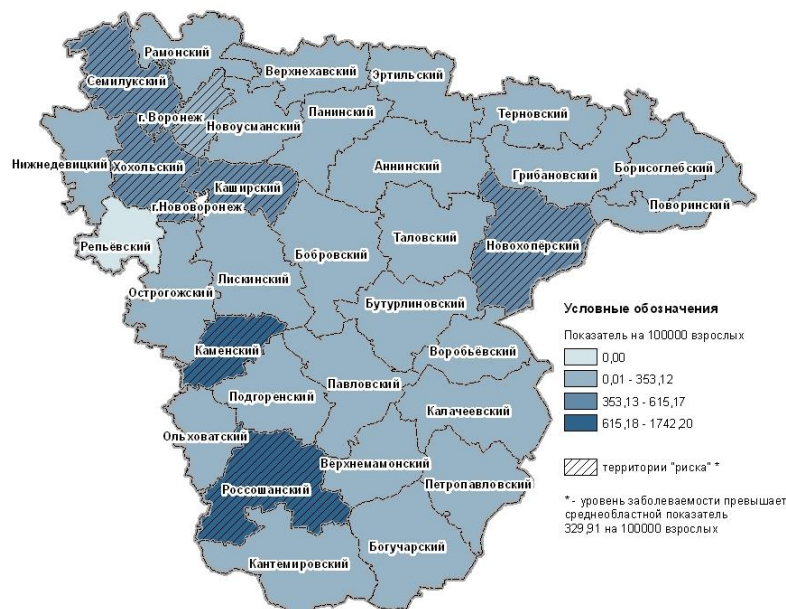 Рамонский
Семилукский
Верхнехавский
Эртильский
г. Воронеж
Новоусманский
Панинский
Терновский
Нижнедевицкий
Хохольский
Аннинский
Грибановский
Борисоглебский
Каширский
г.Нововоронеж
Поворинский
Репьёвский
Таловский
Новохопёрский
Бобровский
Лискинский
Острогожский
Бутурлиновский
Каменский
Воробьёвский
Павловский
Подгоренский
Калачеевский
Ольховатский
Верхнемамонский
Россошанский
Петропавловский
Богучарский
Кантемировский
Условные обозначения
Показатель на 100000 взрослых
0,00
0,01 - 353,12
353,13 - 615,17
615,18 - 1742,20
территории "риска" *
* - уровень заболеваемости превышает
среднеобластной показатель
329,91 на 100000 взрослых